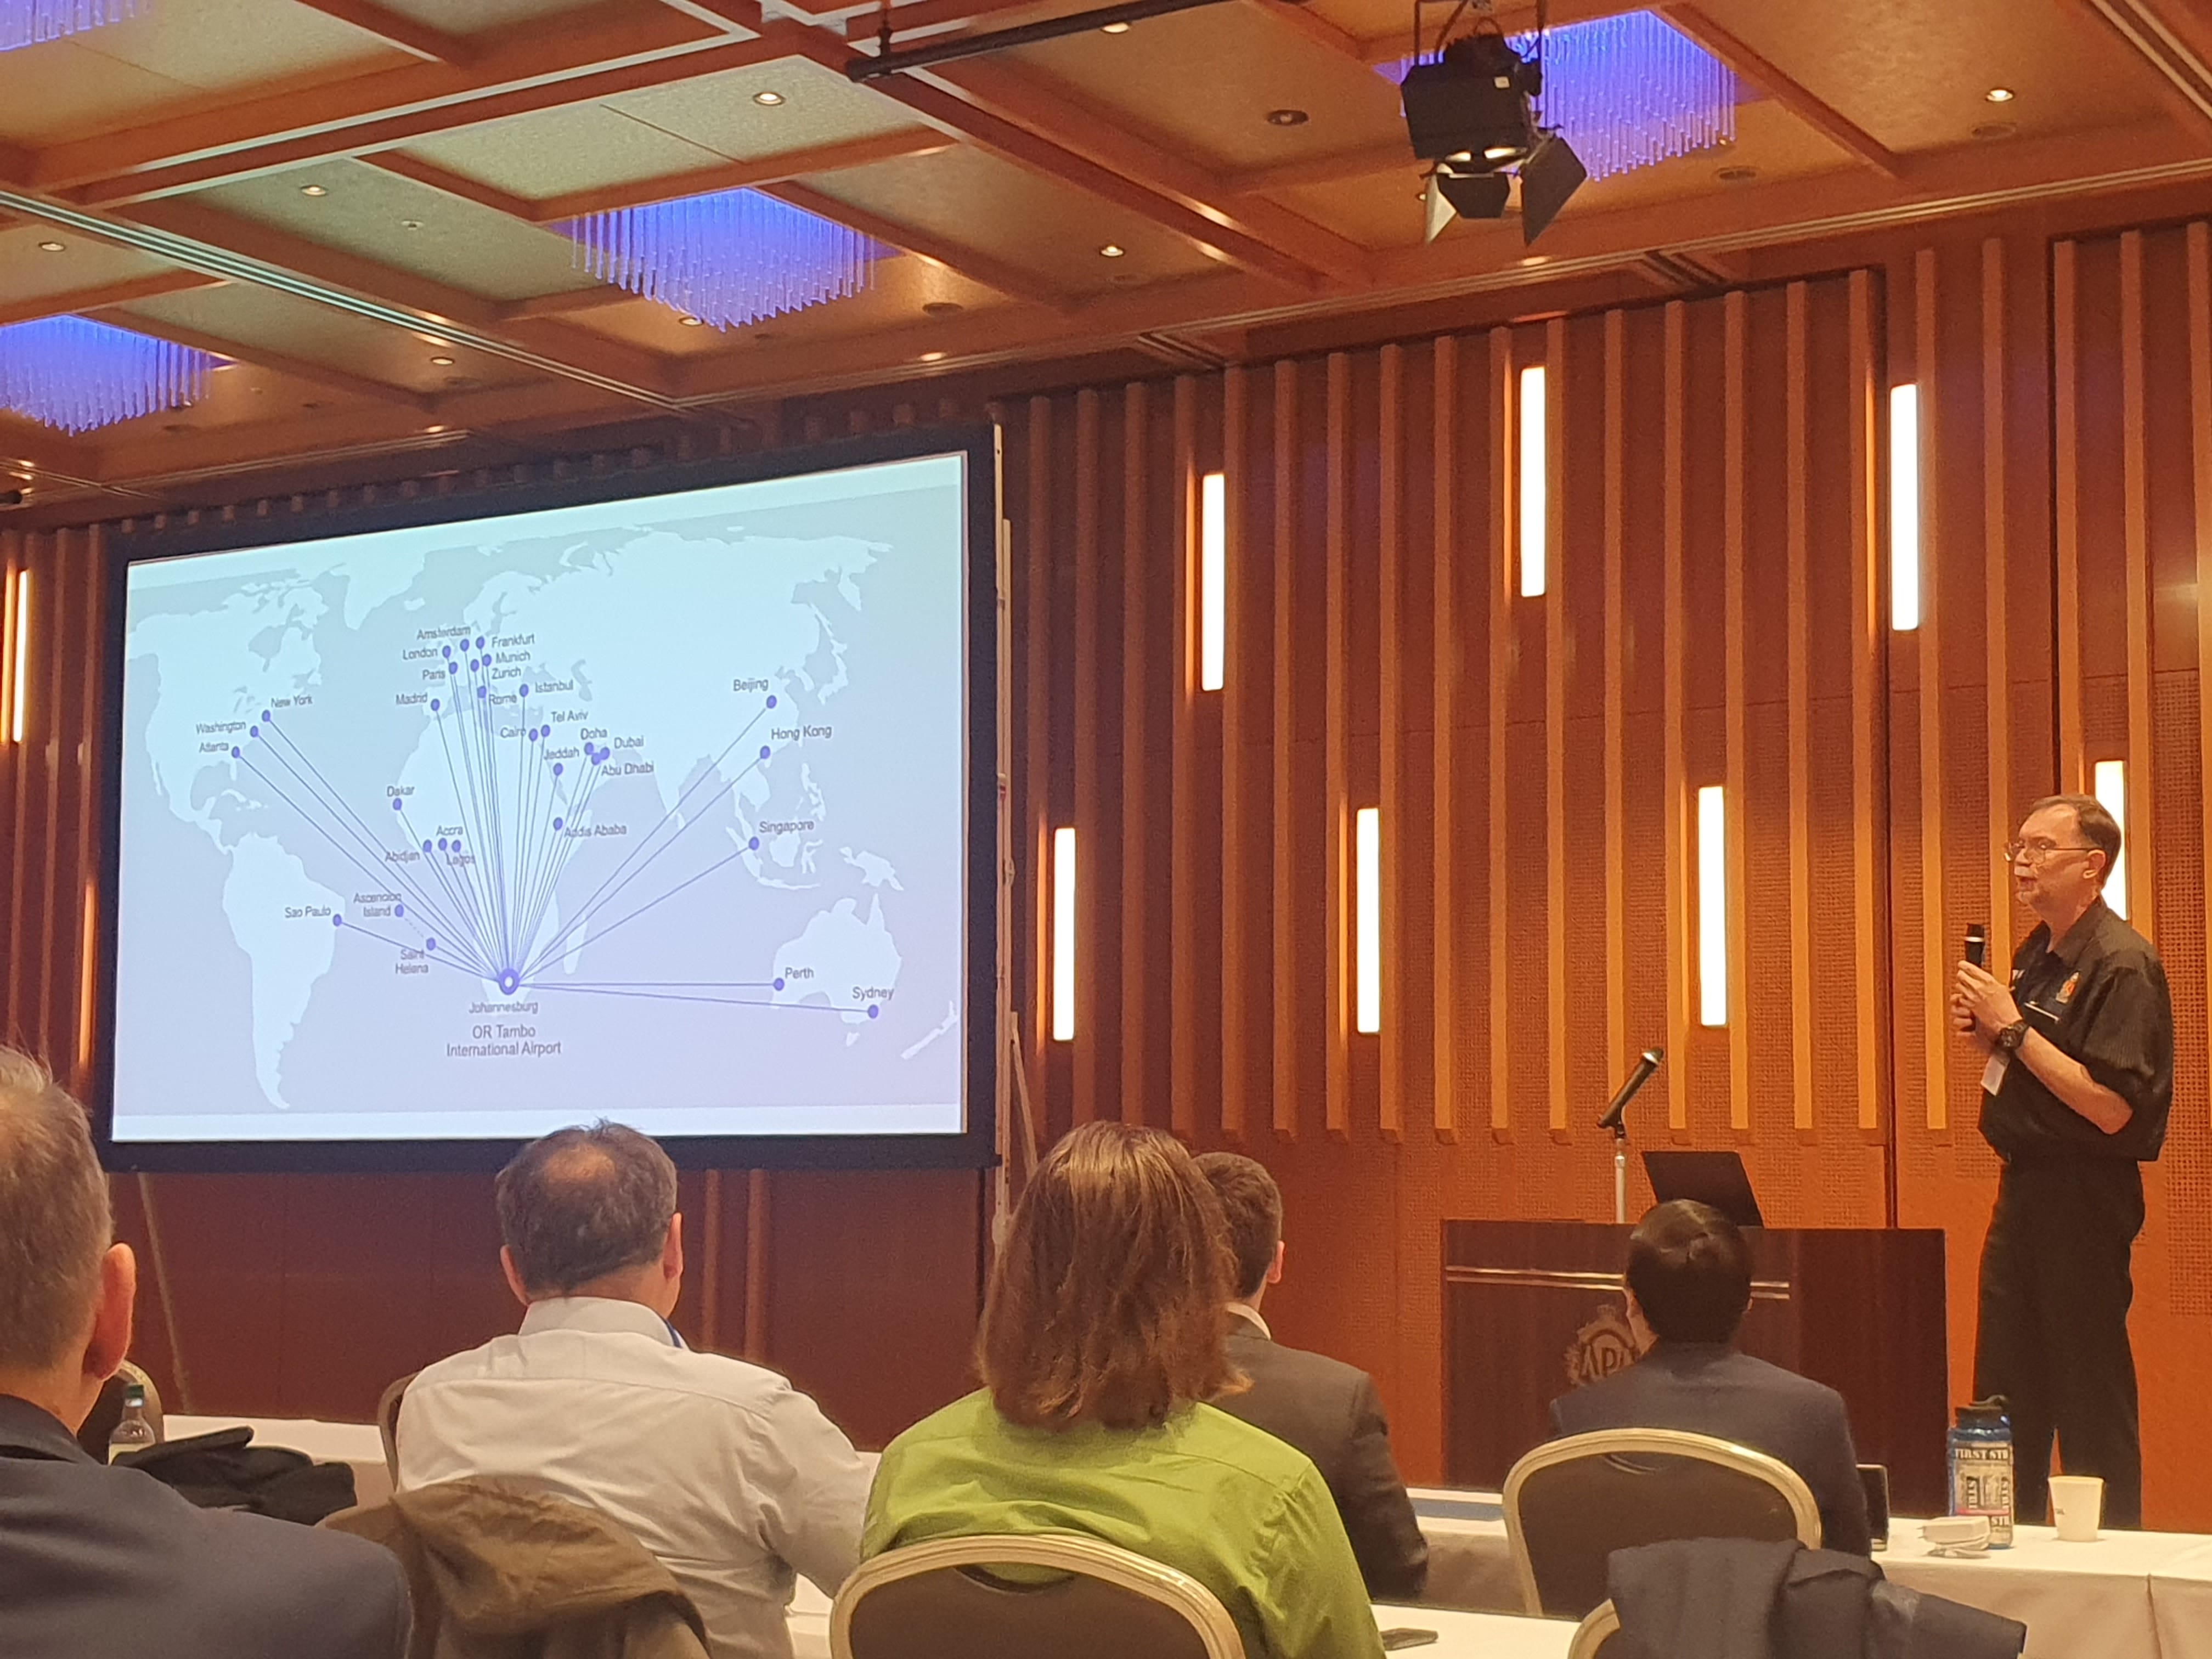 Amsterdam
Frankfurt
London
Munich
Paris
Zurich
Madrid
Rome
Istanbul
Beijing
New York
Washington
Atlanta
Cairo
Tel Aviv
Doha
Dubai
Jeddah
Abu Dhabi
Hong Kong
Dakar
Accra
Abidjan
Lagos
Addis Ababa
Singapore
Ascension
Island
Sao Paulo
Saint
Helena
Perth
Sydney
Johannesburg
OR Tambo
International Airport
FIRST STR